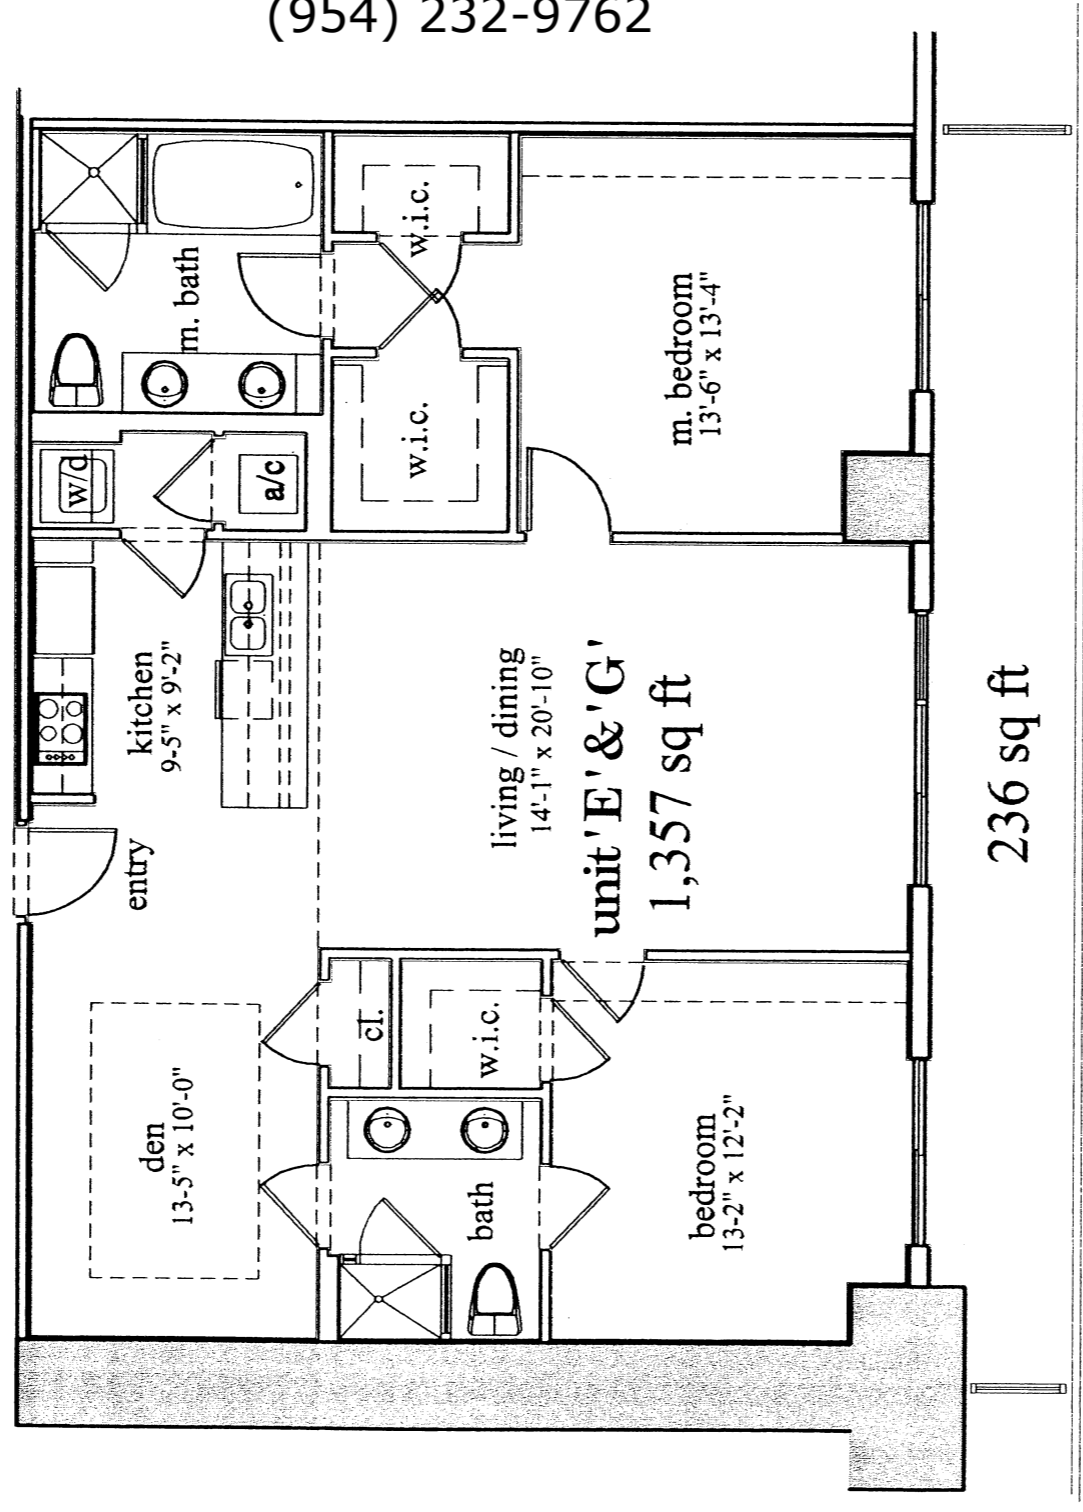 (954) 232-9762
m. bath
w.i.c.
w.i.c.
m. bedroom
13'-6" x 13'-4"
w/d
a/c
kitchen
9-5" x 9'-2"
entry
living / dining
14'-1" x 20'-10"
unit 'E' & 'G'
1,357 sq ft
236 sq ft
den
13-5" x 10'-0"
cl.
w.i.c.
bath
bedroom
13-2" x 12'-2"